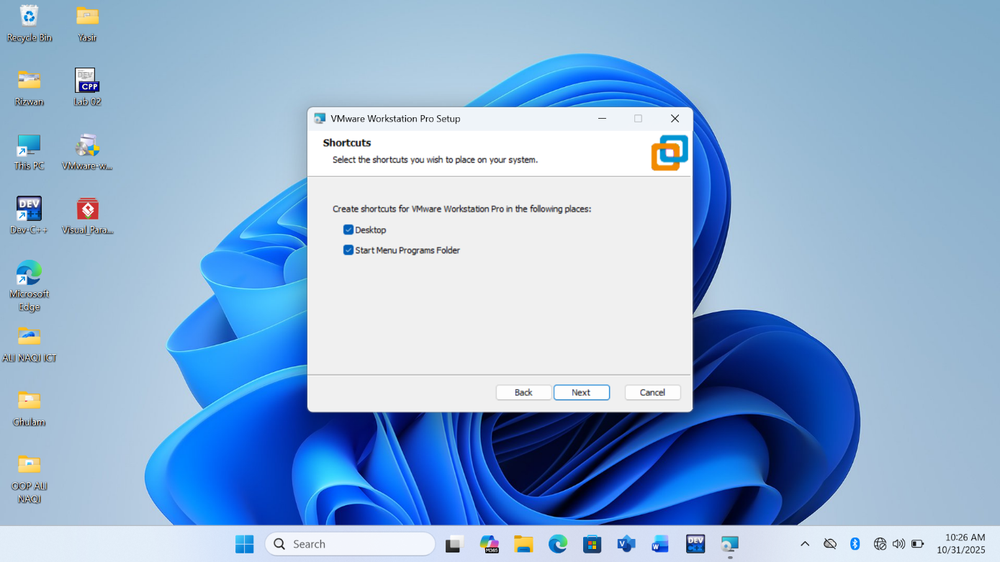 Recycle Bin
Yasir
Rizwan
DEV
CPP
Lab 02
This PC
VMware-w...
DEV
C++
Dev-C++
Visual_Para...
Microsoft
Edge
ALI NAQI ICT
Ghulam
OOP ALI
NAQI
VMware Workstation Pro Setup
Shortcuts
Select the shortcuts you wish to place on your system.
Create shortcuts for VMware Workstation Pro in the following places:
Desktop
Start Menu Programs Folder
Back
Next
Cancel
Search
M365
V
W
DEV
C++
10:26 AM
10/31/2025